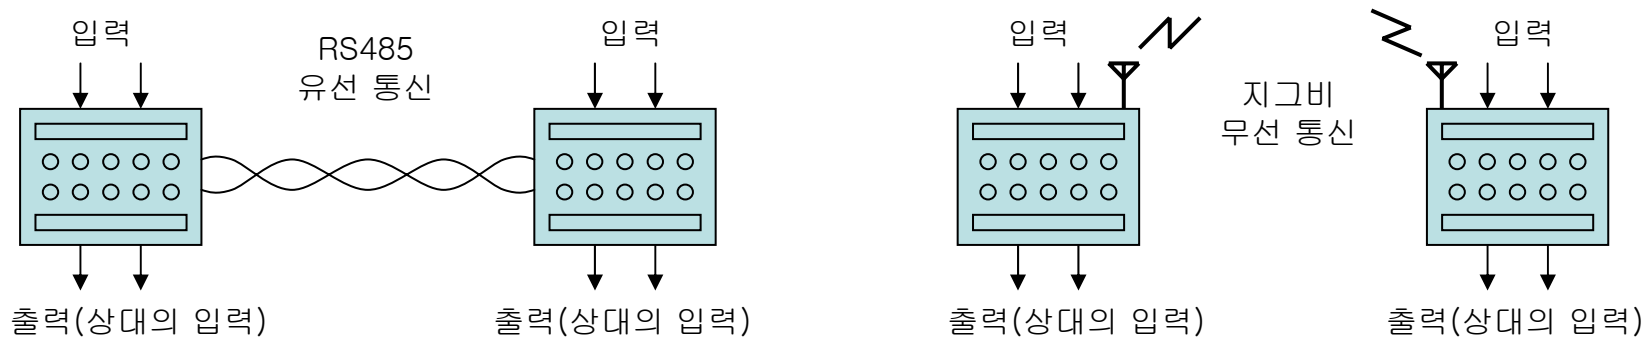 입력
RS485
유선 통신
입력
출력(상대의 입력)
출력(상대의 입력)
입력
지그비
무선 통신
입력
출력(상대의 입력)
출력(상대의 입력)